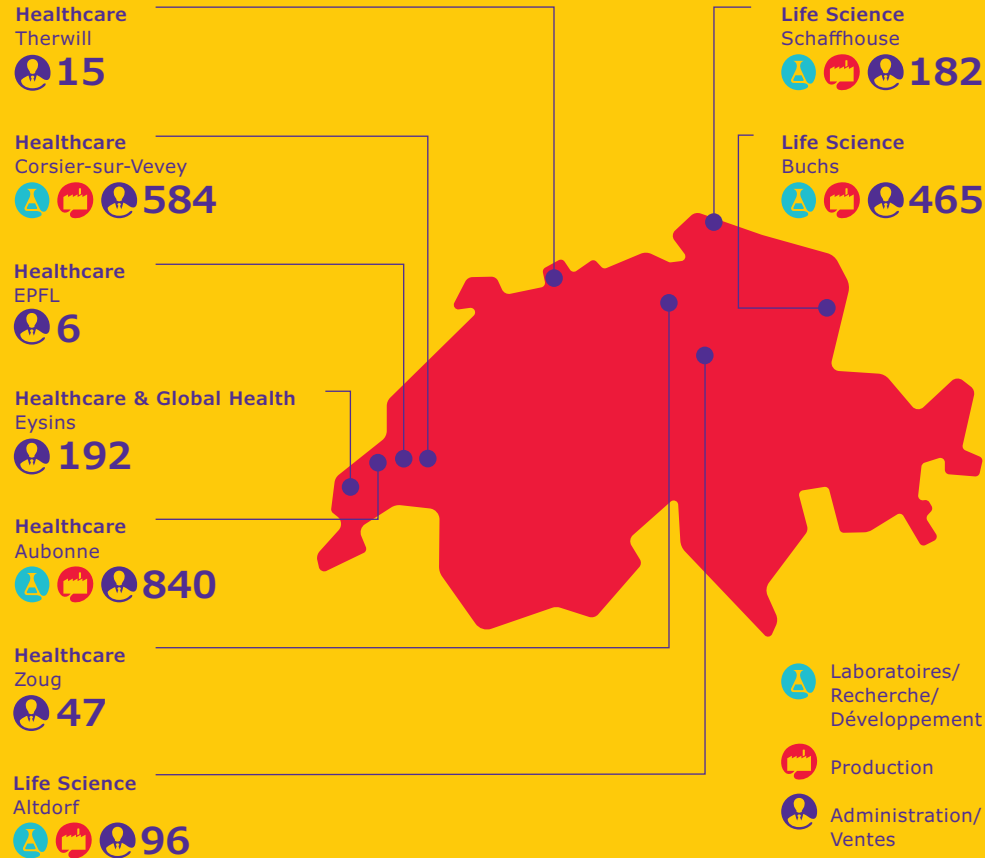 Healthcare
Therwill
15
Healthcare
Corsier-sur-Vevey
584
Healthcare
EPFL
6
Healthcare & Global Health
Eysins
192
Healthcare
Aubonne
840
Healthcare
Zoug
47
Life Science
Altdorf
96
Life Science
Schaffhouse
182
Life Science
Buchs
465
Laboratoires/
Recherche/
Développement
Production
Administration/
Ventes